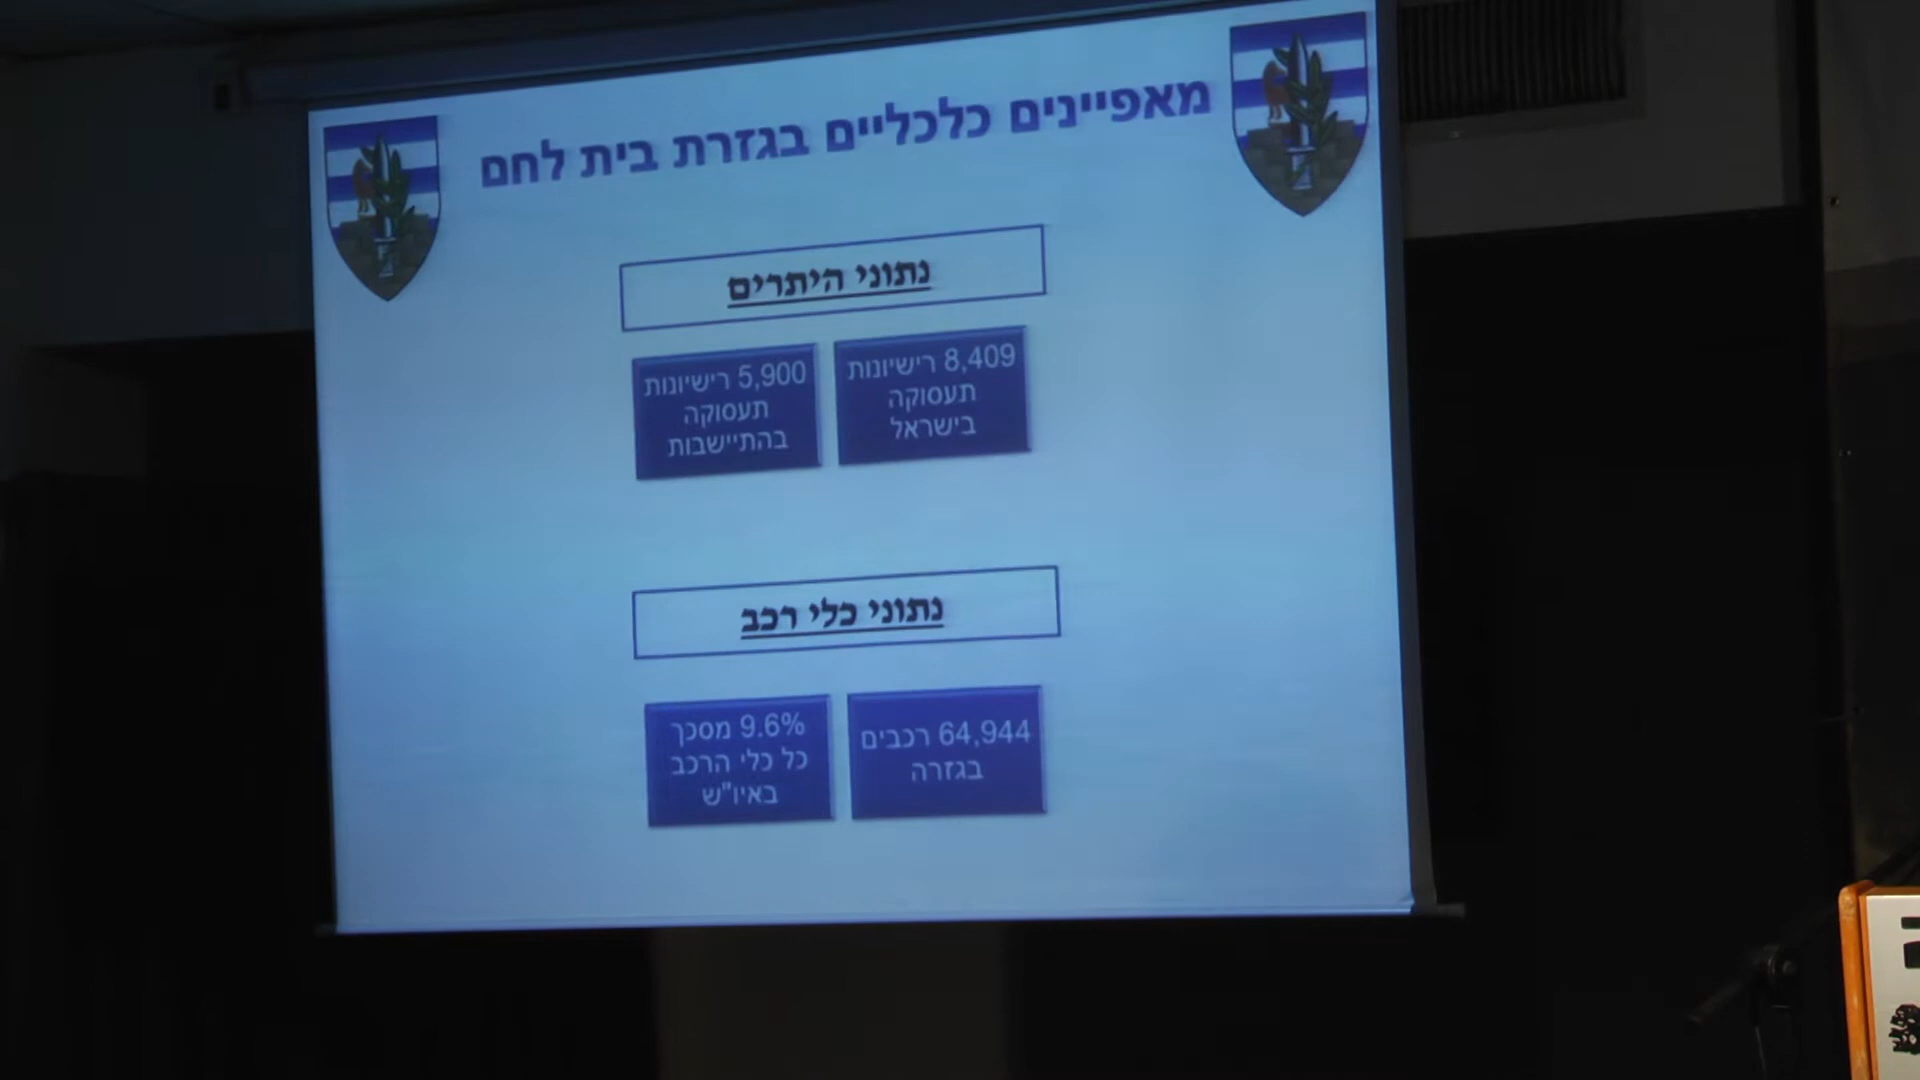 מאפיינים כלכליים בגזרת בית לחם
נתוני היתרים
8,409 רישיונות
תעסוקה
בישראל
5,900 רישיונות
תעסוקה
בהתיישבות
נתוני כלי רכב
64,944 רכבים
בגזרה
9.6% מסכך
כל כלי הרכב
באיו"ש